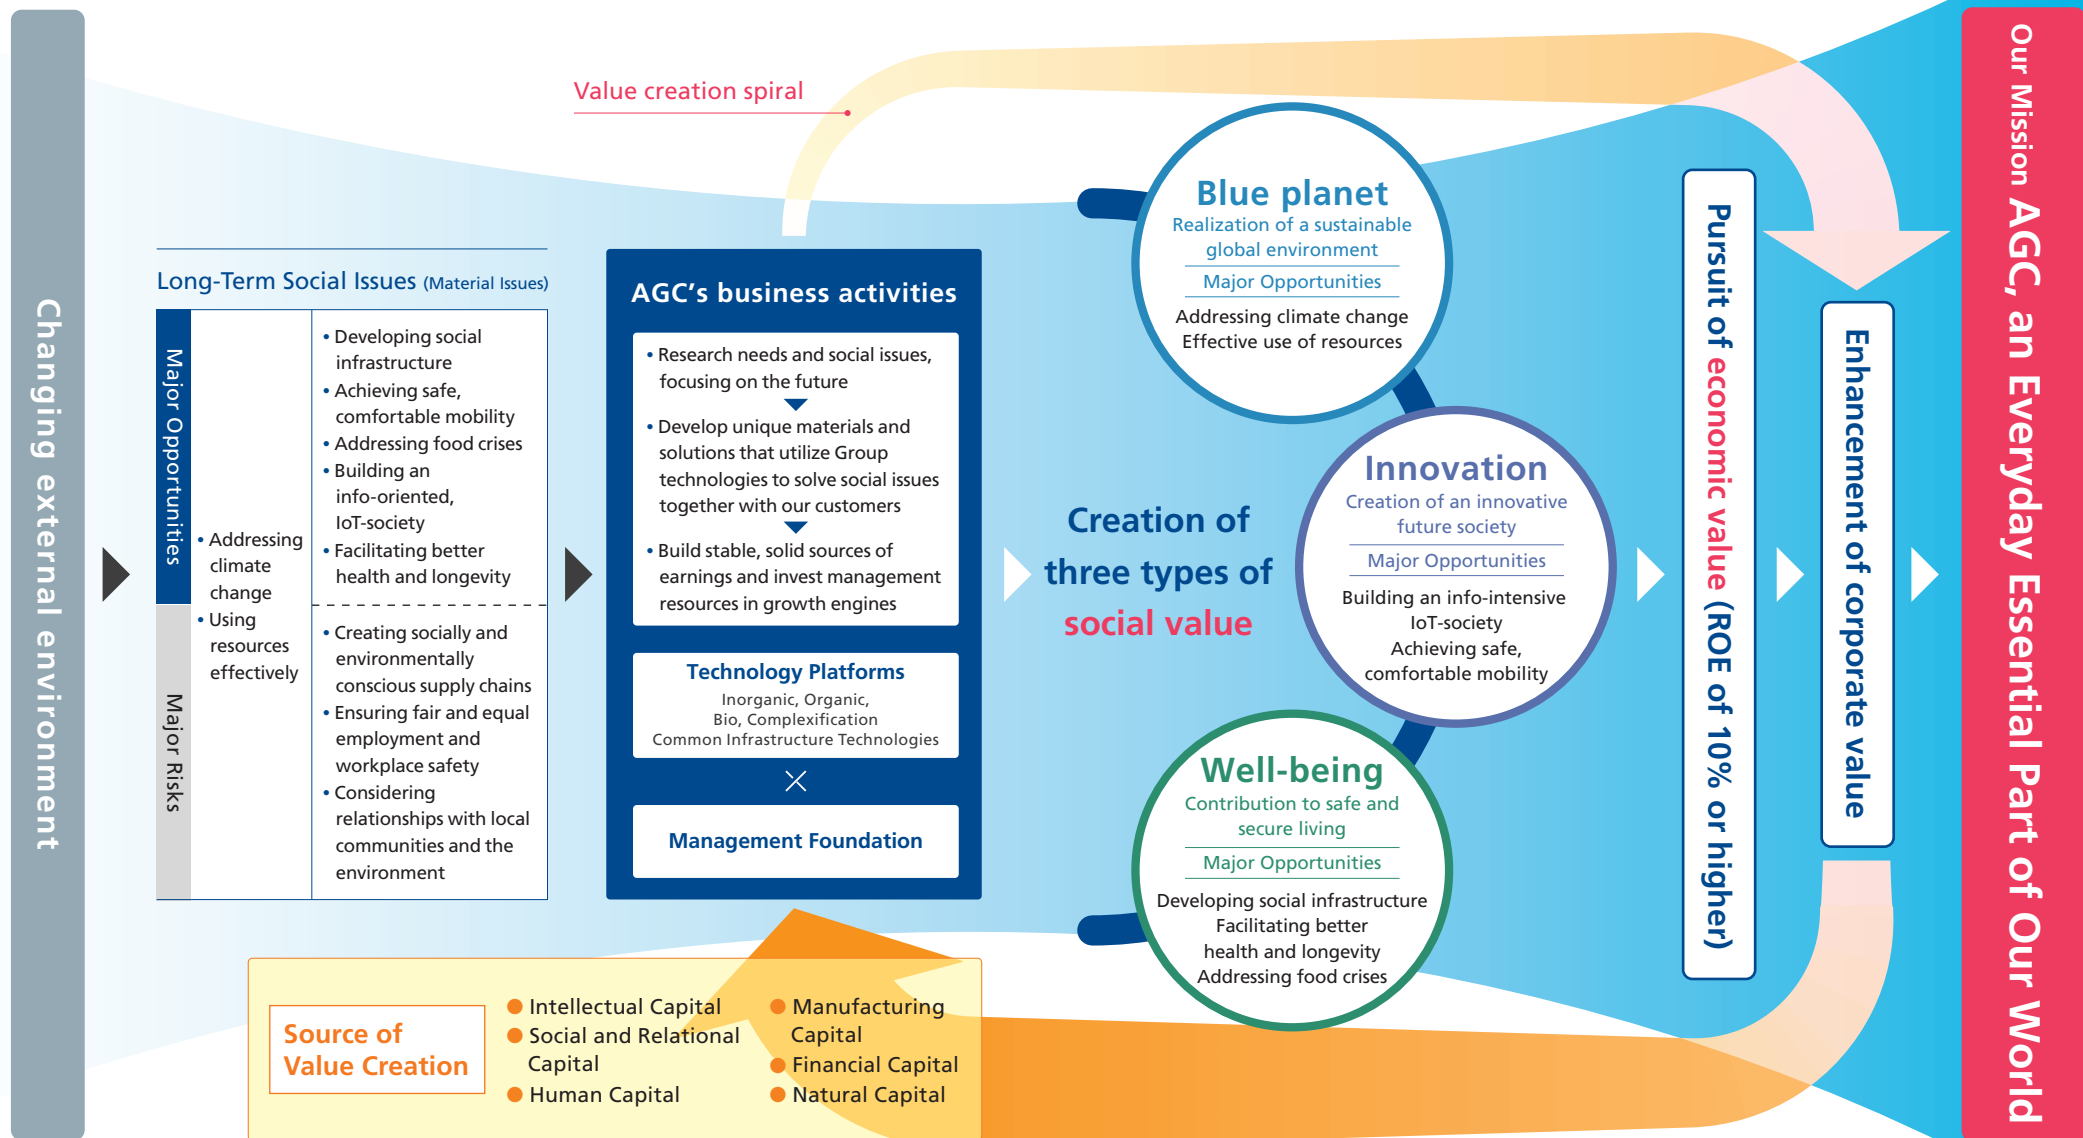 Changing external environment
Value creation spiral
Long-Term Social Issues (Material Issues)
Major Opportunities
Major Risks
• Addressing
climate
change
• Using
resources
effectively
• Developing social
infrastructure
• Achieving safe,
comfortable mobility
• Addressing food crises
• Building an
info-oriented,
IoT-society
• Facilitating better
health and longevity
• Creating socially and
environmentally
conscious supply chains
• Ensuring fair and equal
employment and
workplace safety
• Considering
relationships with local
communities and the
environment
AGC’s business activities
• Research needs and social issues,
focusing on the future
• Develop unique materials and
solutions that utilize Group
technologies to solve social issues
together with our customers
• Build stable, solid sources of
earnings and invest management
resources in growth engines
Technology Platforms
Inorganic, Organic,
Bio, Complexification
Common Infrastructure Technologies
×
Management Foundation
Source of
Value Creation
● Intellectual Capital
● Social and Relational
Capital
● Human Capital
● Manufacturing
Capital
● Financial Capital
● Natural Capital
Creation of
three types of
social value
Blue planet
Realization of a sustainable
global environment
Major Opportunities
Addressing climate change
Effective use of resources
Innovation
Creation of an innovative
future society
Major Opportunities
Building an info-intensive
IoT-society
Achieving safe,
comfortable mobility
Well-being
Contribution to safe and
secure living
Major Opportunities
Developing social infrastructure
Facilitating better
health and longevity
Addressing food crises
Pursuit of economic value (ROE of 10% or higher)
Enhancement of corporate value
Our Mission AGC, an Everyday Essential Part of Our World